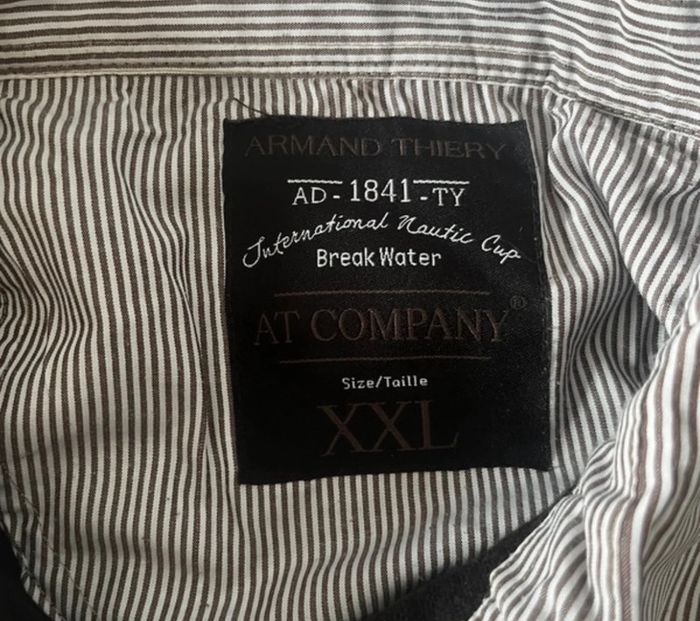 ARMAND THIERY
AD-1841-TY
International Nautic Cup
Break Water
AT COMPANY®
Size/Taille
XXL